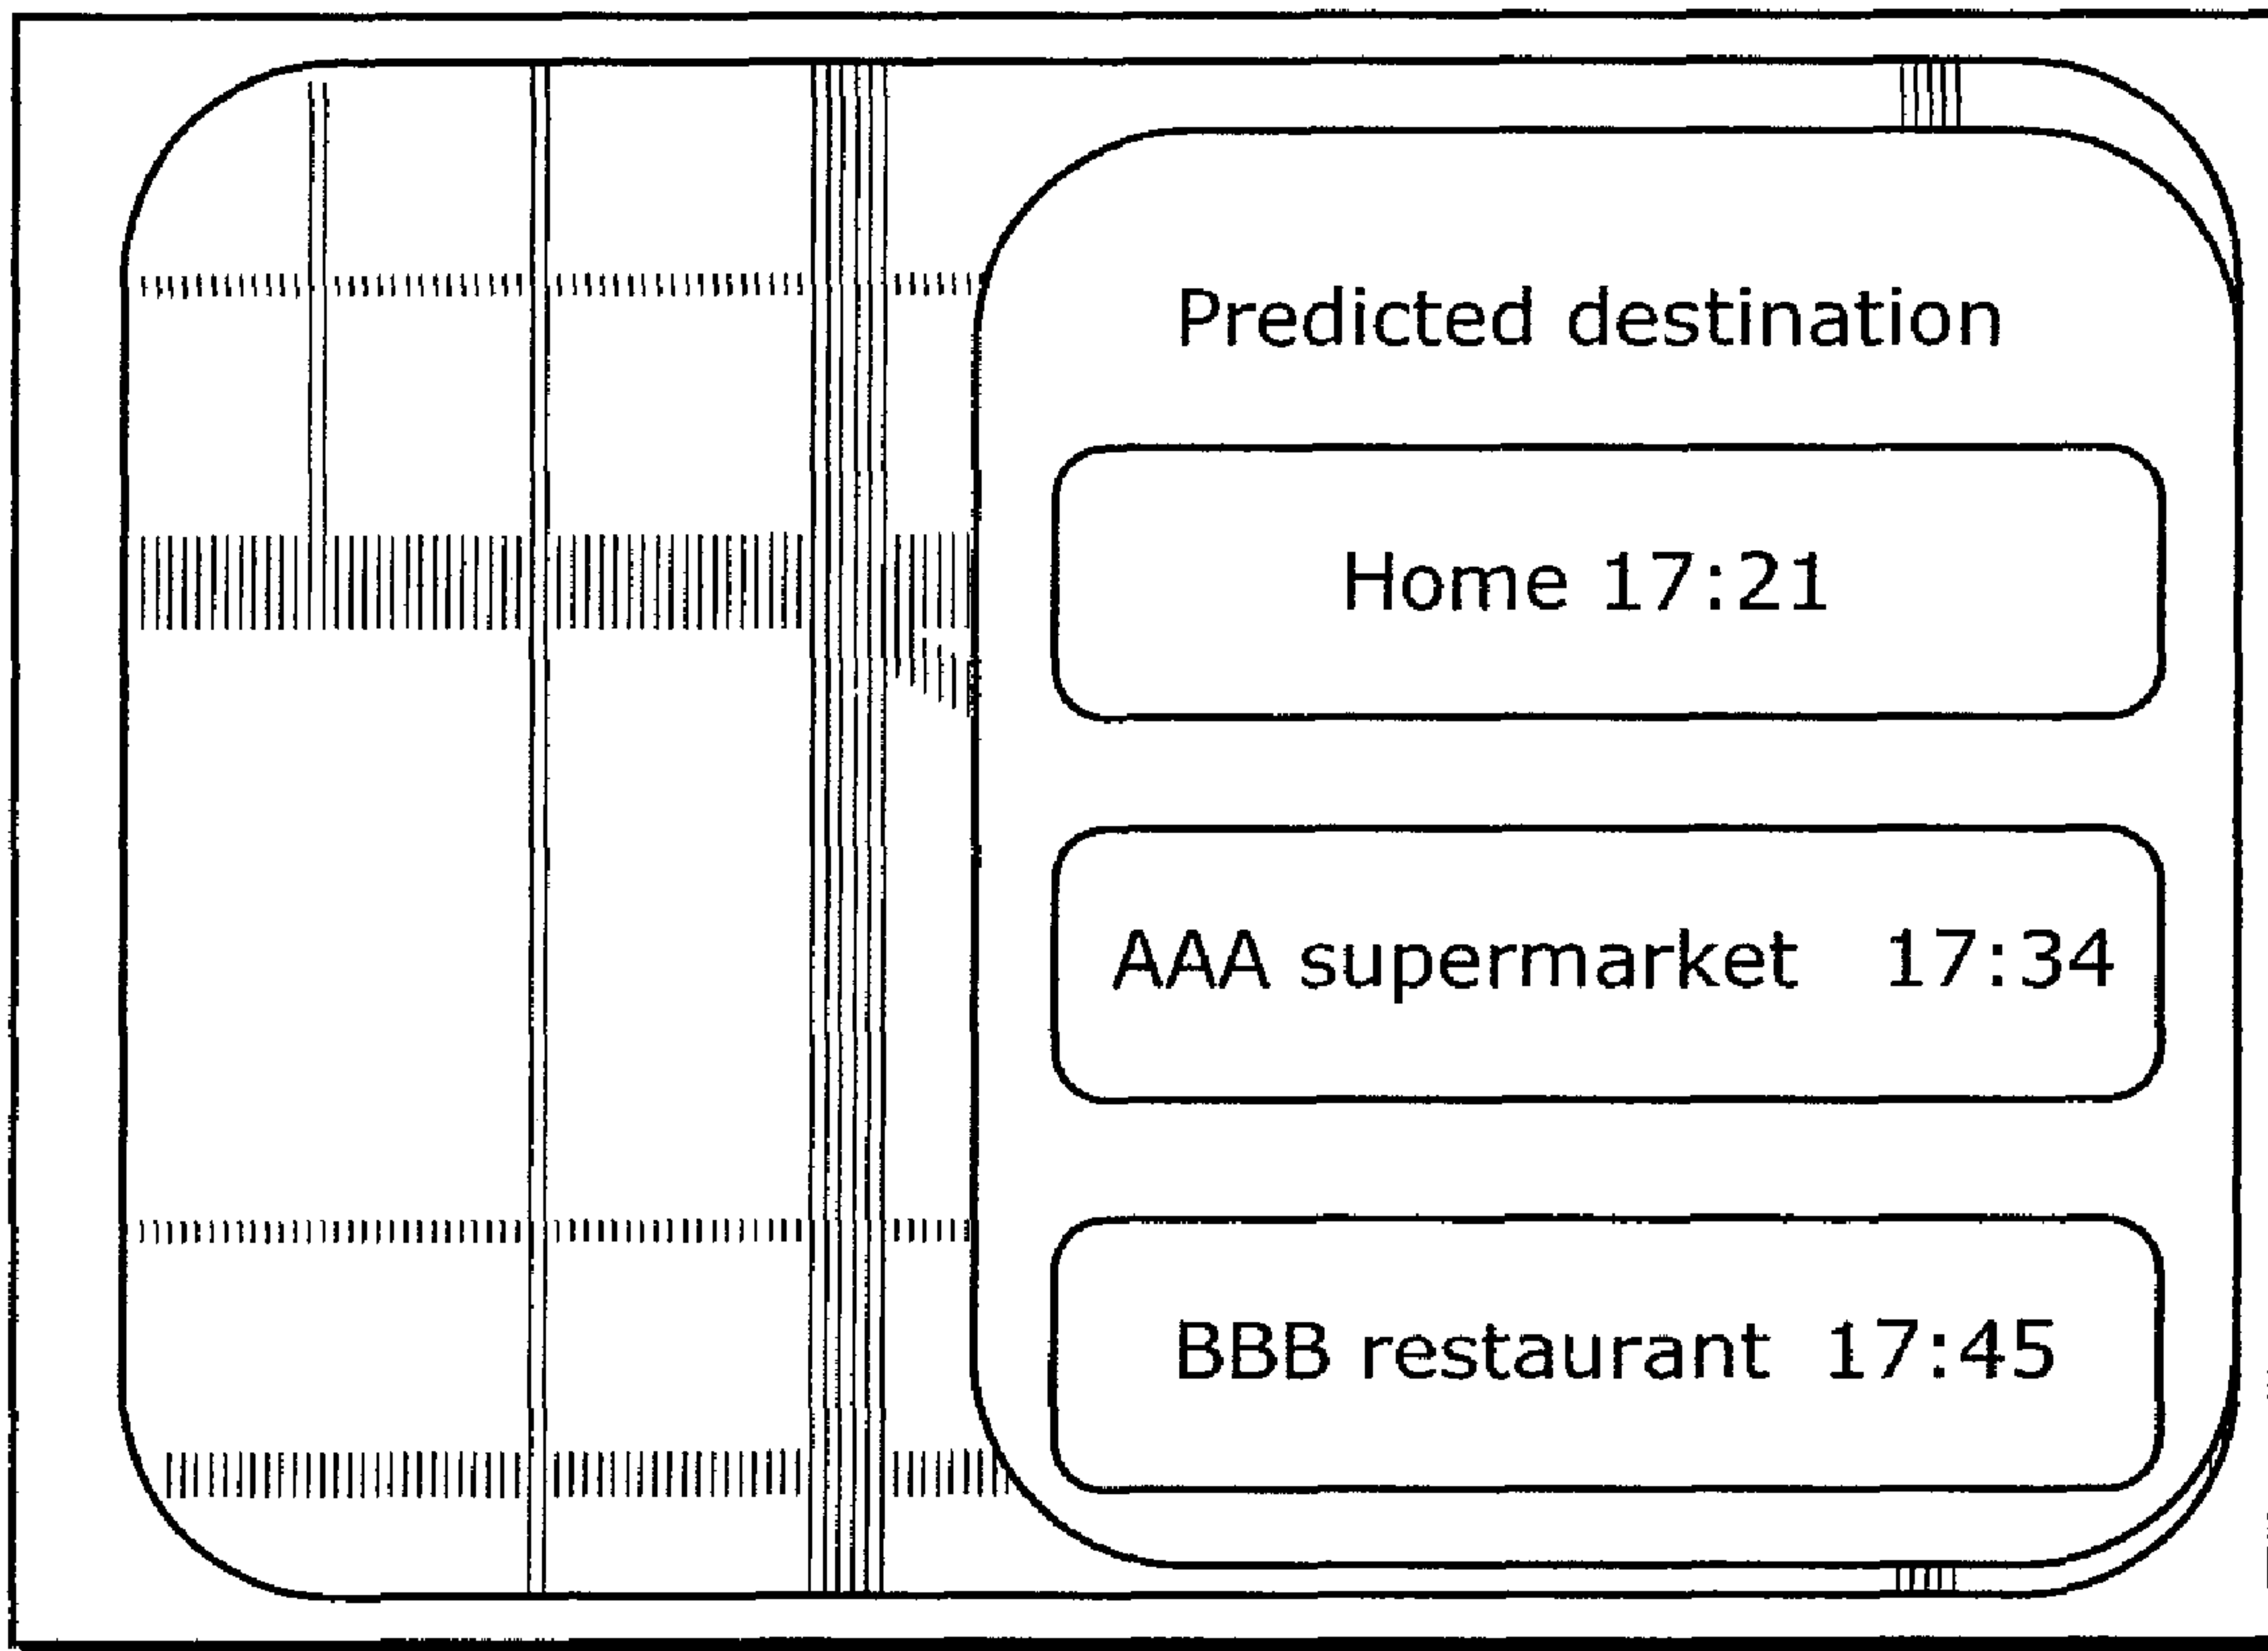 Predicted destination
Home 17:21
AAA supermarket 17:34
BBB restaurant 17:45